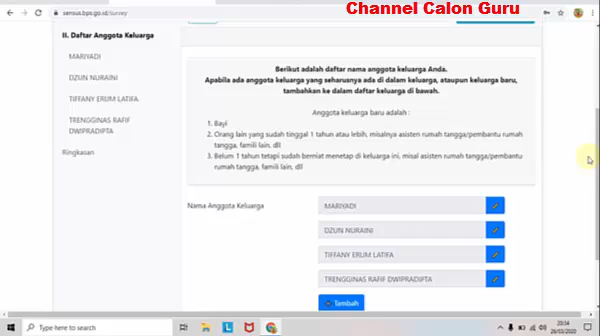 sensus.bps.go.id/survey
Channel Calon Guru
II. Daftar Anggota Keluarga
MARIYADI
DZUN NURAINI
TIFFANY ERUM LATIFA
TRENGGINAS RAFIF
DWIPRADIPTA
Ringkasan
Berikut adalah daftar nama anggota keluarga Anda.
Apabila ada anggota keluarga yang seharusnya ada di dalam keluarga, ataupun keluarga baru,
tambahkan ke dalam daftar keluarga di bawah.
Anggota keluarga baru adalah :
1. Bayi
2. Orang lain yang sudah tinggal 1 tahun atau lebih, misalnya asisten rumah tangga/pembantu rumah
tangga, famili lain, dll
3. Belum 1 tahun tetapi sudah berniat menetap di keluarga ini, misal asisten rumah tangga/pembantu
rumah tangga, famili lain, dll
Nama Anggota Keluarga
MARIYADI
DZUN NURAINI
TIFFANY ERUM LATIFA
TRENGGINAS RAFIF DWIPRADIPTA
Tambah
Type here to search
20:54
26/03/2020